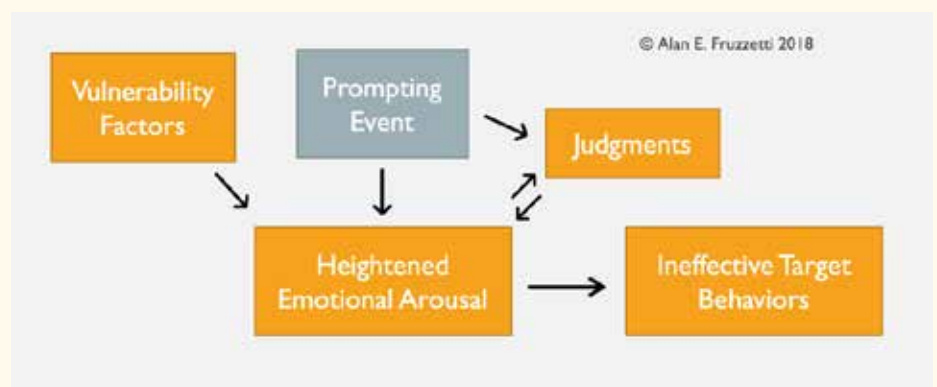 © Alan E. Fruzzetti 2018
Vulnerability
Factors
Prompting
Event
Judgments
Heightened
Emotional Arousal
Ineffective Target
Behaviors